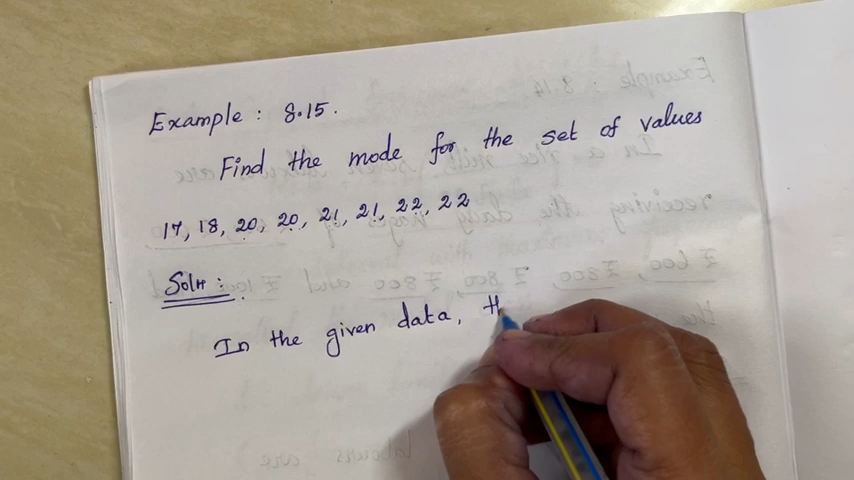 Example : 8.15.
Find the mode for the set of values
17, 18, 20, 20, 21, 21, 22, 22
Soln :
In the given data, th